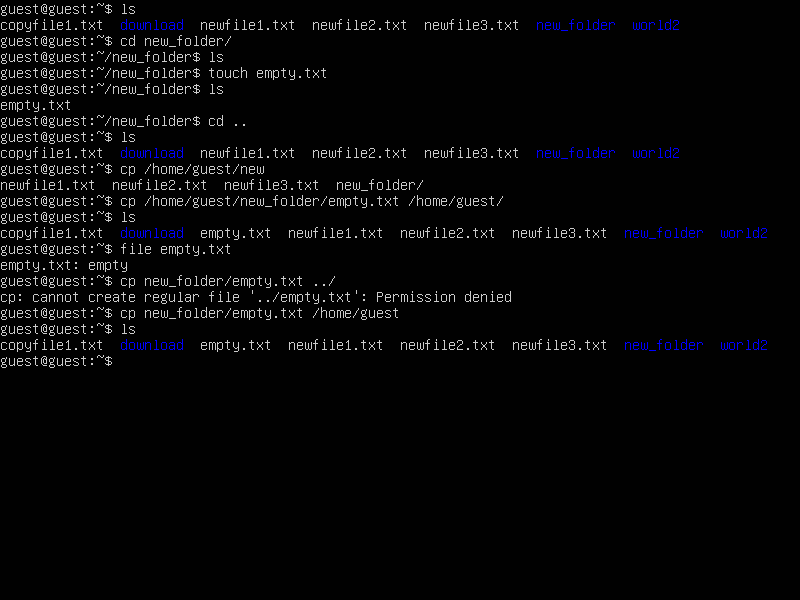 guest@guest:~$ ls
copyfile1.txt  download  newfile1.txt  newfile2.txt  newfile3.txt  new_folder  world2
guest@guest:~$ cd new_folder/
guest@guest:~/new_folder$ ls
guest@guest:~/new_folder$ touch empty.txt
guest@guest:~/new_folder$ ls
empty.txt
guest@guest:~/new_folder$ cd ..
guest@guest:~$ ls
copyfile1.txt  download  newfile1.txt  newfile2.txt  newfile3.txt  new_folder  world2
guest@guest:~$ cp /home/guest/new
newfile1.txt  newfile2.txt  newfile3.txt  new_folder/
guest@guest:~$ cp /home/guest/new_folder/empty.txt /home/guest/
guest@guest:~$ ls
copyfile1.txt  download  empty.txt  newfile1.txt  newfile2.txt  newfile3.txt  new_folder  world2
guest@guest:~$ file empty.txt
empty.txt: empty
guest@guest:~$ cp new_folder/empty.txt ../
cp: cannot create regular file '../empty.txt': Permission denied
guest@guest:~$ cp new_folder/empty.txt /home/guest
guest@guest:~$ ls
copyfile1.txt  download  empty.txt  newfile1.txt  newfile2.txt  newfile3.txt  new_folder  world2
guest@guest:~$